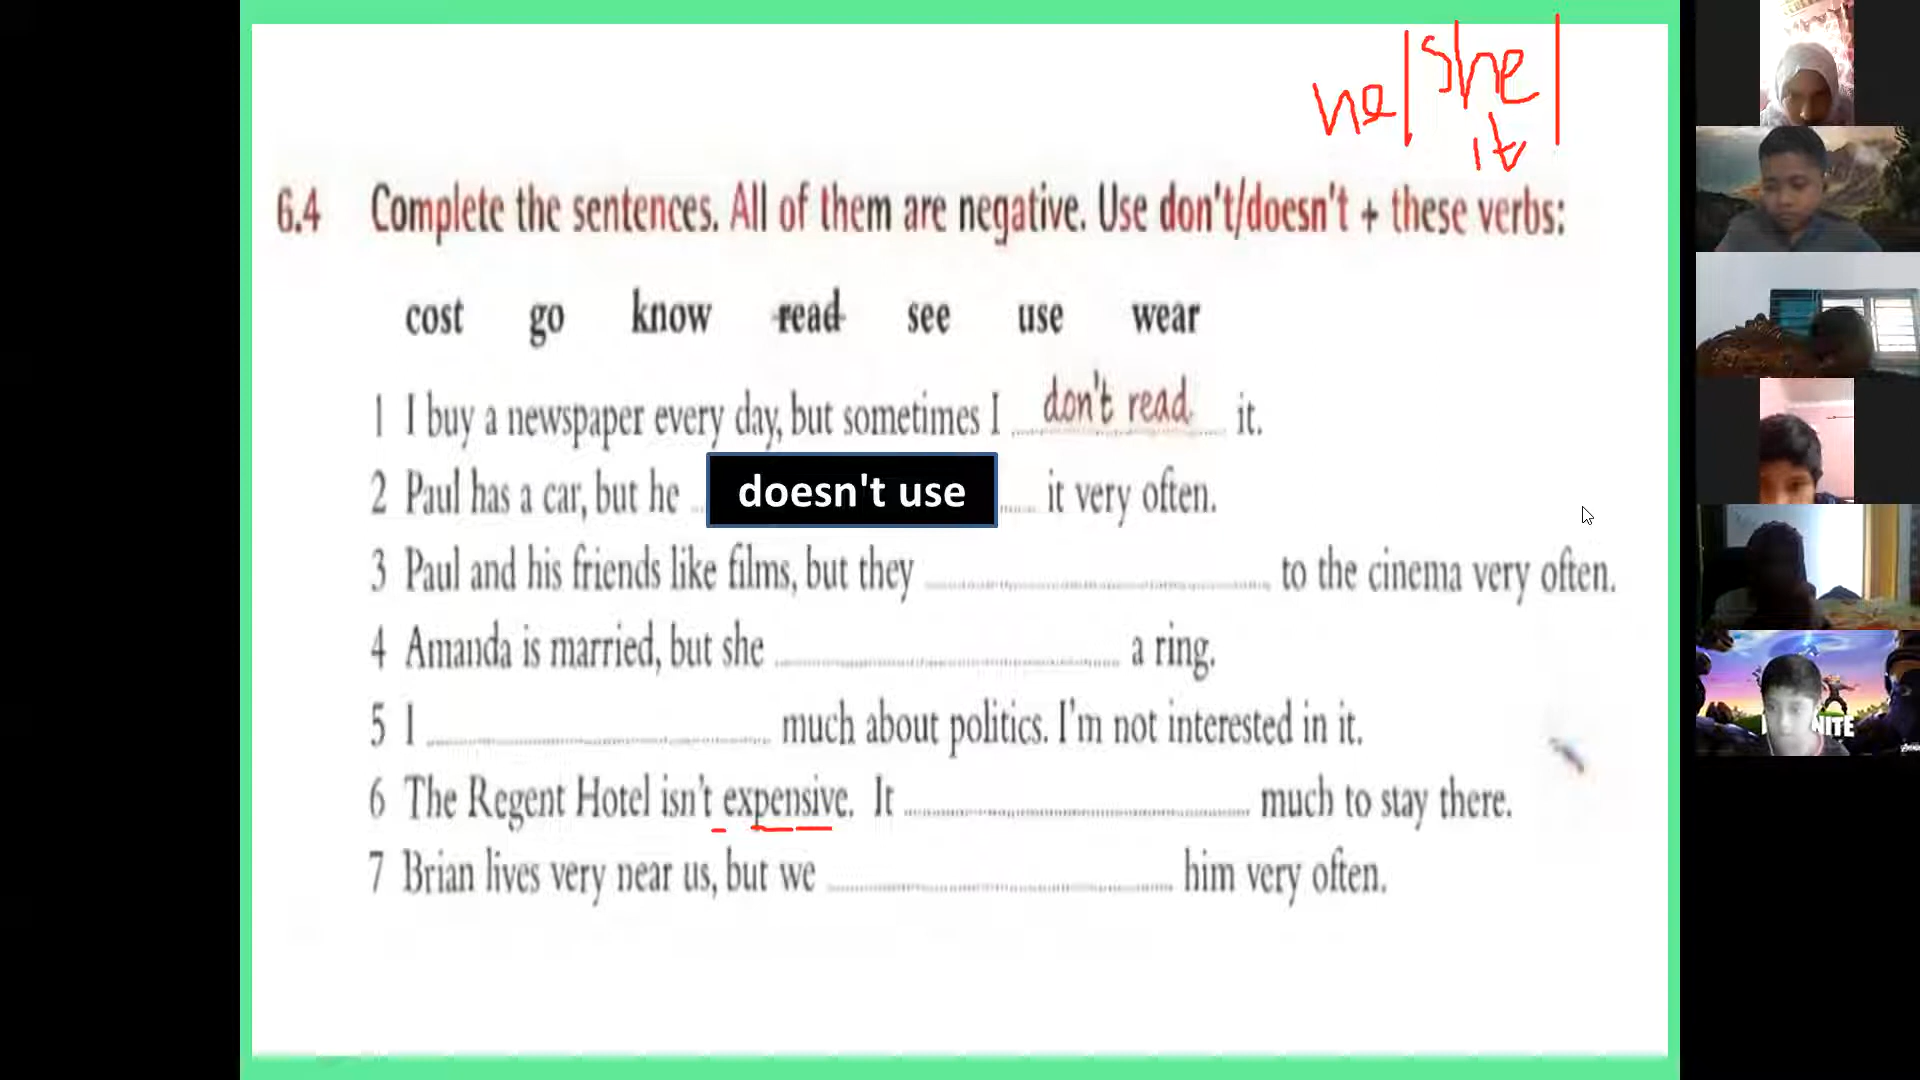 he|she|
it
6.4 Complete the sentences. All of them are negative. Use don't/doesn't + these verbs:
cost go know read see use wear
1 I buy a newspaper every day, but sometimes I don't read it.
2 Paul has a car, but he doesn't use it very often.
3 Paul and his friends like films, but they ........ to the cinema very often.
4 Amanda is married, but she ........ a ring.
5 I ........ much about politics. I'm not interested in it.
6 The Regent Hotel isn't expensive. It ........ much to stay there.
7 Brian lives very near us, but we ........ him very often.
NITE